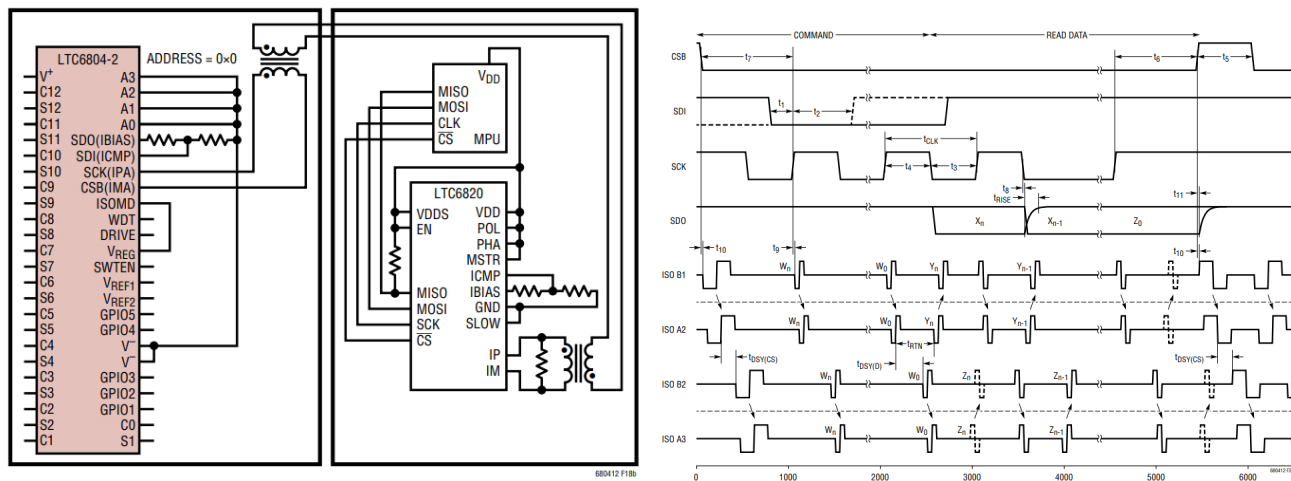 LTC6804-2
ADDRESS = 0×0
V+
C12
S12
C11
S11
C10
S10
C9
S9
C8
S8
C7
S7
C6
S6
C5
S5
C4
S4
C3
S3
C2
S2
C1
A3
A2
A1
A0
SDO(IBIAS)
SDI(ICMP)
SCK(IPA)
CSB(IMA)
ISOMD
WDT
DRIVE
VREG
SWTEN
VREF1
VREF2
GPIO5
GPIO4
V–
V–
GPIO3
GPIO2
GPIO1
C0
S1
VDD
MISO
MOSI
CLK
CS
MPU
LTC6820
VDDS
EN
MISO
MOSI
SCK
CS
VDD
POL
PHA
MSTR
ICMP
IBIAS
GND
SLOW
IP
IM
680412 F18b
COMMAND
READ DATA
CSB
t7
t6
t5
SDI
t1
t2
tCLK
SCK
t4
t3
t8
tRISE
t11
SDO
Xn
Xn-1
Z0
t10
t9
t10
ISO B1
Wn
W0
Yn
Yn-1
ISO A2
Wn
W0
Yn
Yn-1
tRTN
tDSY(CS)
tDSY(D)
tDSY(CS)
ISO B2
Wn
W0
Zn
Zn-1
ISO A3
Wn
W0
Zn
Zn-1
0
1000
2000
3000
4000
5000
6000